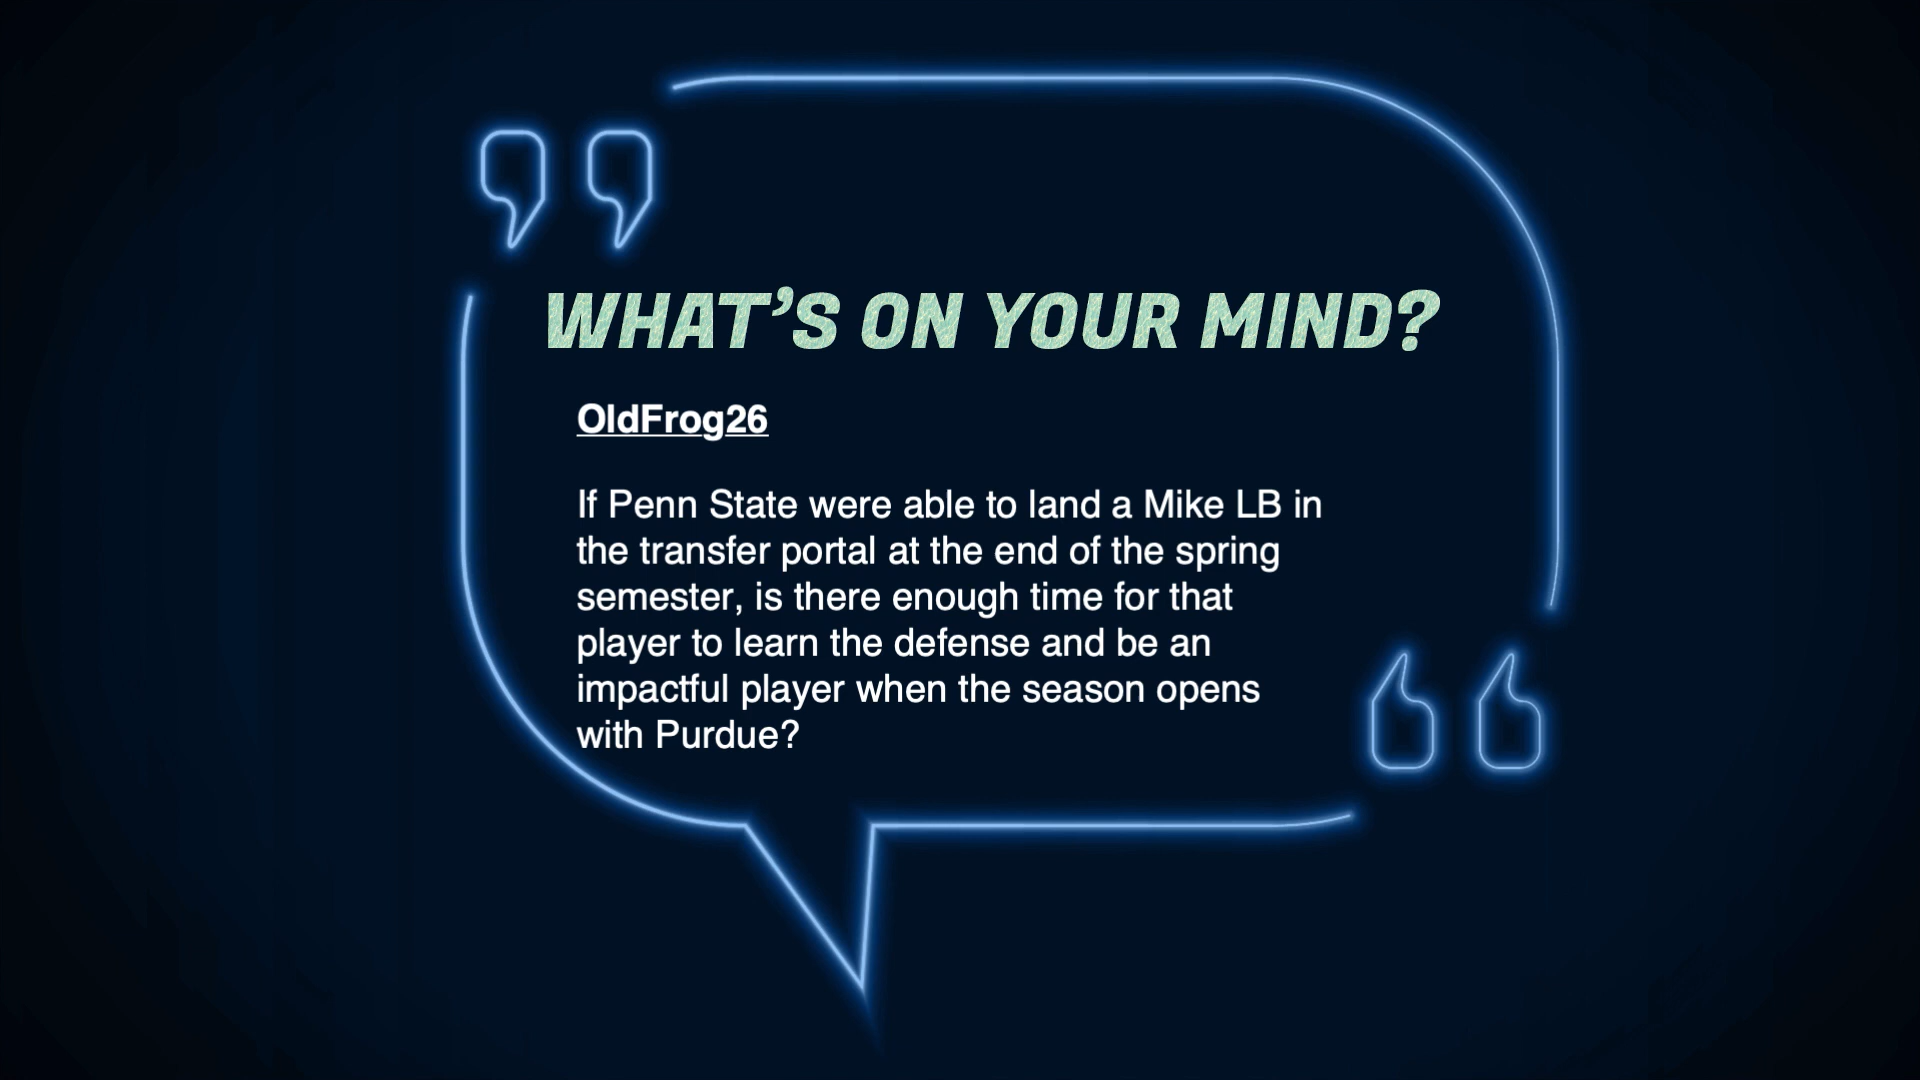 WHAT'S ON YOUR MIND?
OldFrog26
If Penn State were able to land a Mike LB in
the transfer portal at the end of the spring
semester, is there enough time for that
player to learn the defense and be an
impactful player when the season opens
with Purdue?